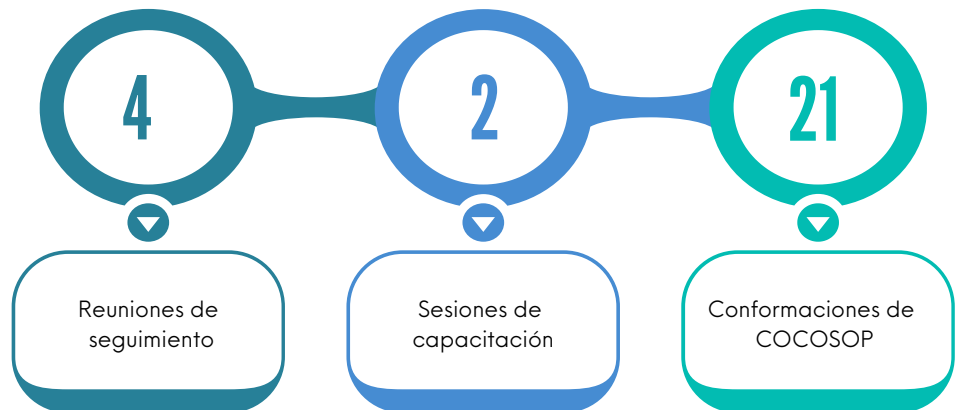 4
2
21
Reuniones de
seguimiento
Sesiones de
capacitación
Conformaciones de
COCOSOP